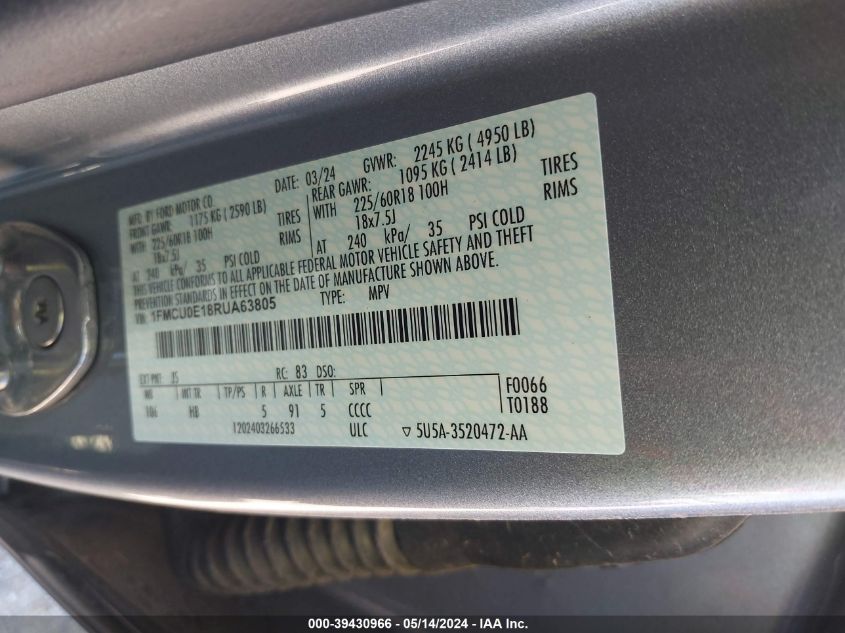 MFD. BY FORD MOTOR CO. DATE: 03/24 GVWR: 2245 KG ( 4950 LB)
FRONT GAWR: 1175 KG (2590 LB) REAR GAWR: 1095 KG ( 2414 LB)
WITH 225/60R18 100H TIRES WITH 225/60R18 100H TIRES
18x7.5J RIMS 18x7.5J RIMS
AT 240 kPa/ 35 PSI COLD AT 240 kPa/ 35 PSI COLD
THIS VEHICLE CONFORMS TO ALL APPLICABLE FEDERAL MOTOR VEHICLE SAFETY AND THEFT
PREVENTION STANDARDS IN EFFECT ON THE DATE OF MANUFACTURE SHOWN ABOVE.
VIN: 1FMCU0E18RUA63805 TYPE: MPV
EXT PNT: JS RC: 83 DSO:
WB INT TR TP/PS R AXLE TR SPR F0066
106 HB 5 91 5 CCCC T0188
1202403266533 ULC ▽ 5U5A-3520472-AA
000-39430966 - 05/14/2024 - IAA Inc.